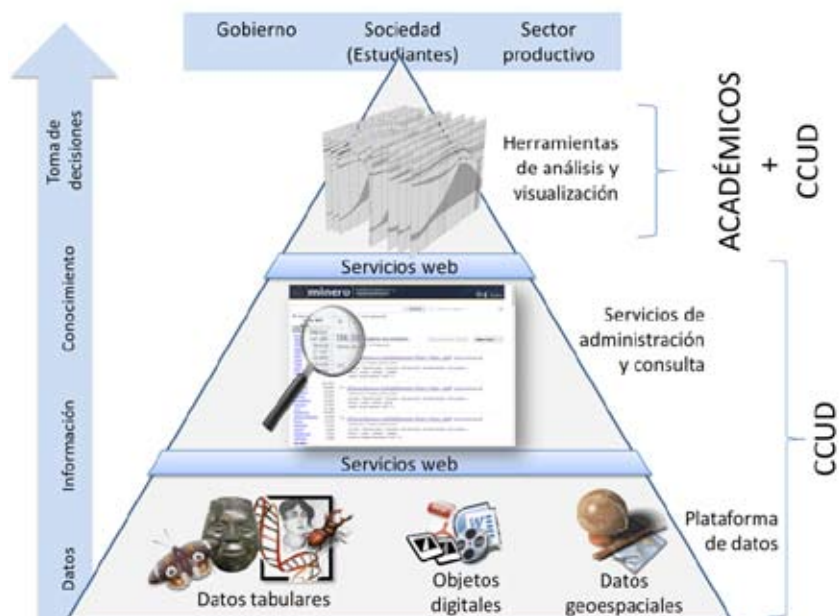 Gobierno
Sociedad
(Estudiantes)
Sector
productivo
Toma de
decisiones
Conocimiento
Información
Datos
Herramientas
de análisis y
visualización
ACADÉMICOS
+
CCUD
Servicios web
minero
Servicios de
administración
y consulta
Servicios web
CCUD
Plataforma
de datos
Datos tabulares
Objetos
digitales
Datos
geoespaciales